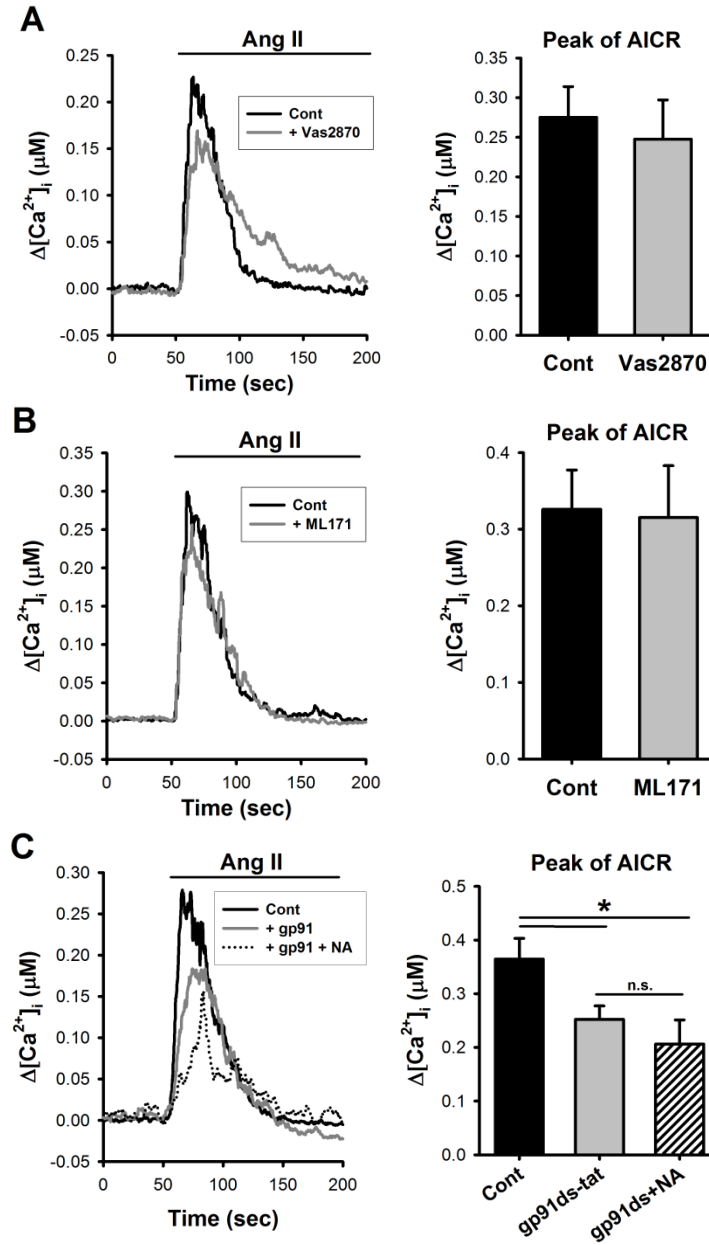 A
Ang II
Δ[Ca²⁺]ᵢ (μM)
0.25
0.20
0.15
0.10
0.05
0.00
-0.05
Cont
+ Vas2870
0
50
100
150
200
Time (sec)
Peak of AICR
Δ[Ca²⁺]ᵢ (μM)
0.35
0.30
0.25
0.20
0.15
0.10
0.05
0.00
Cont
Vas2870
B
Ang II
Δ[Ca²⁺]ᵢ (μM)
0.35
0.30
0.25
0.20
0.15
0.10
0.05
0.00
-0.05
Cont
+ ML171
0
50
100
150
200
Time (sec)
Peak of AICR
Δ[Ca²⁺]ᵢ (μM)
0.4
0.3
0.2
0.1
0.0
Cont
ML171
C
Ang II
Δ[Ca²⁺]ᵢ (μM)
0.30
0.25
0.20
0.15
0.10
0.05
0.00
-0.05
Cont
+ gp91
+ gp91 + NA
0
50
100
150
200
Time (sec)
Peak of AICR
Δ[Ca²⁺]ᵢ (μM)
0.5
0.4
0.3
0.2
0.1
0.0
*
n.s.
Cont
gp91ds-tat
gp91ds+NA